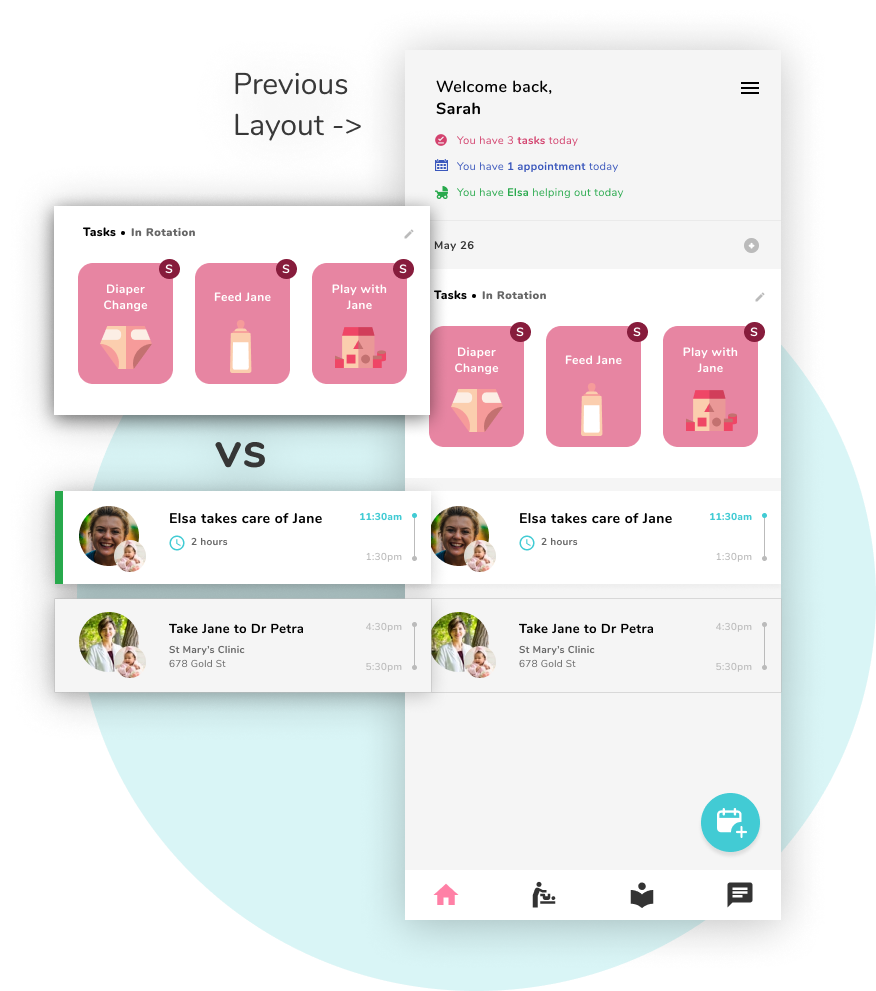 Previous
Layout ->
Welcome back,
Sarah
You have 3 tasks today
You have 1 appointment today
You have Elsa helping out today
May 26
Tasks • In Rotation
S
S
S
Diaper
Change
Feed Jane
Play with
Jane
vs
Elsa takes care of Jane
11:30am
2 hours
1:30pm
Take Jane to Dr Petra
4:30pm
St Mary's Clinic
678 Gold St
5:30pm
Tasks • In Rotation
S
S
S
Diaper
Change
Feed Jane
Play with
Jane
Elsa takes care of Jane
11:30am
2 hours
1:30pm
Take Jane to Dr Petra
4:30pm
St Mary's Clinic
678 Gold St
5:30pm